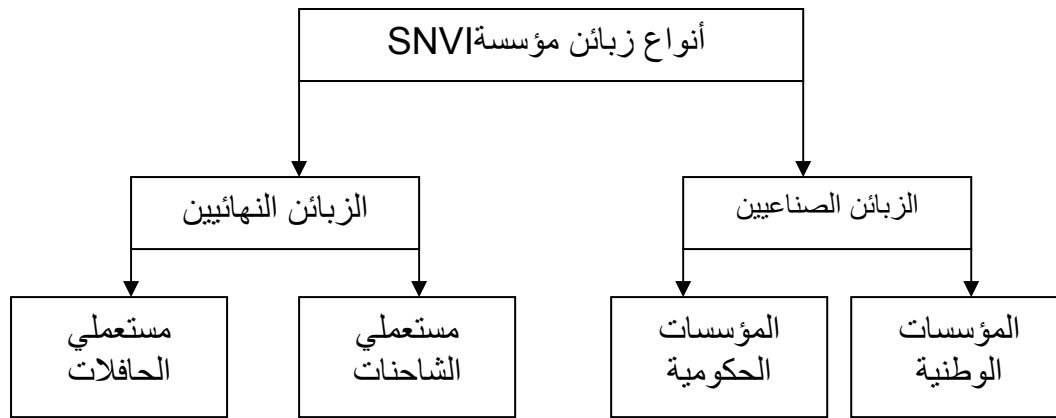 أنواع زبائن مؤسسةSNVI
الزبائن الصناعيين
الزبائن النهائيين
المؤسسات
الوطنية
المؤسسات
الحكومية
مستعملي
الشاحنات
مستعملي
الحافلات